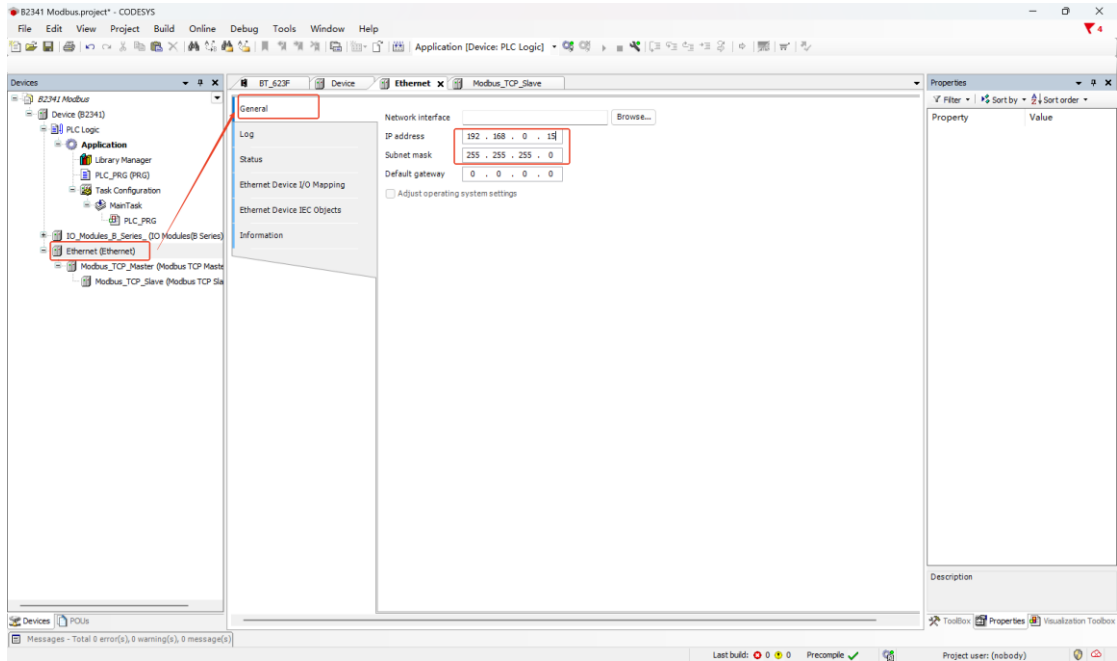 B2341 Modbus.project* - CODESYS
File Edit View Project Build Online Debug Tools Window Help
4
Application [Device: PLC Logic]
Devices
B2341 Modbus
Device (B2341)
PLC Logic
Application
Library Manager
PLC_PRG (PRG)
Task Configuration
MainTask
PLC_PRG
IO_Modules_B_Series_ (IO Modules(B Series)
Ethernet (Ethernet)
Modbus_TCP_Master (Modbus TCP Maste
Modbus_TCP_Slave (Modbus TCP Sla
Devices POUs
BT_623F Device Ethernet Modbus_TCP_Slave
General
Log
Status
Ethernet Device I/O Mapping
Ethernet Device IEC Objects
Information
Network interface Browse...
IP address 192 . 168 . 0 . 15
Subnet mask 255 . 255 . 255 . 0
Default gateway 0 . 0 . 0 . 0
Adjust operating system settings
Properties
Filter Sort by Sort order
Property Value
Description
ToolBox Properties Visualization Toolbox
Messages - Total 0 error(s), 0 warning(s), 0 message(s)
Last build: 0 0 Precompile Project user: (nobody)